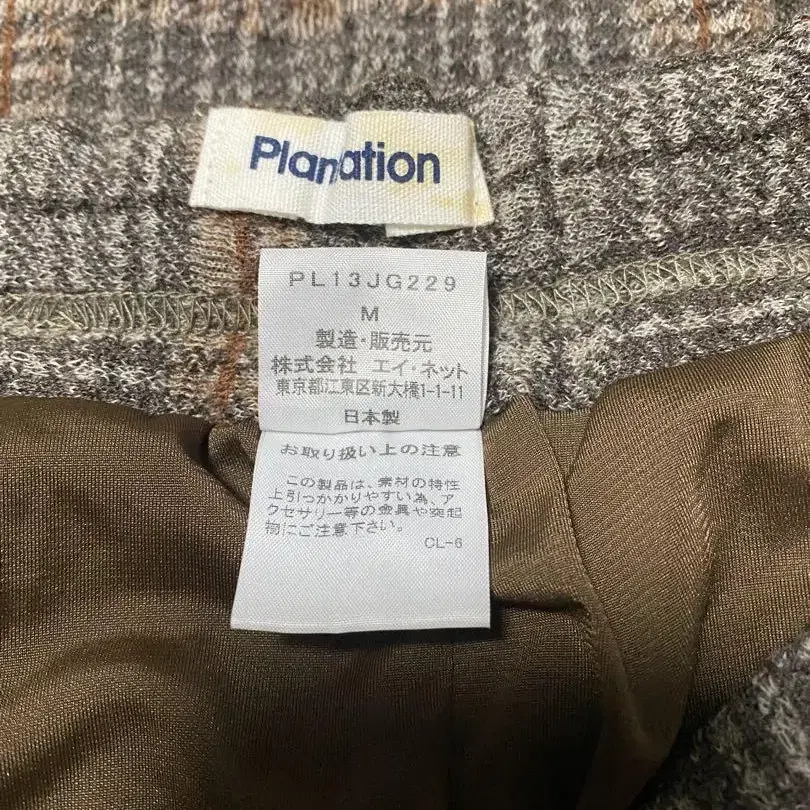 Plantation
PL13JG229
M
製造・販売元
株式会社 エイ・ネット
東京都江東区新大橋1-1-11
日本製
お取り扱い上の注意
この製品は、素材の特性
上引っかかりやすい為、ア
クセサリー等の金具や突起
物にご注意下さい。
CL-6